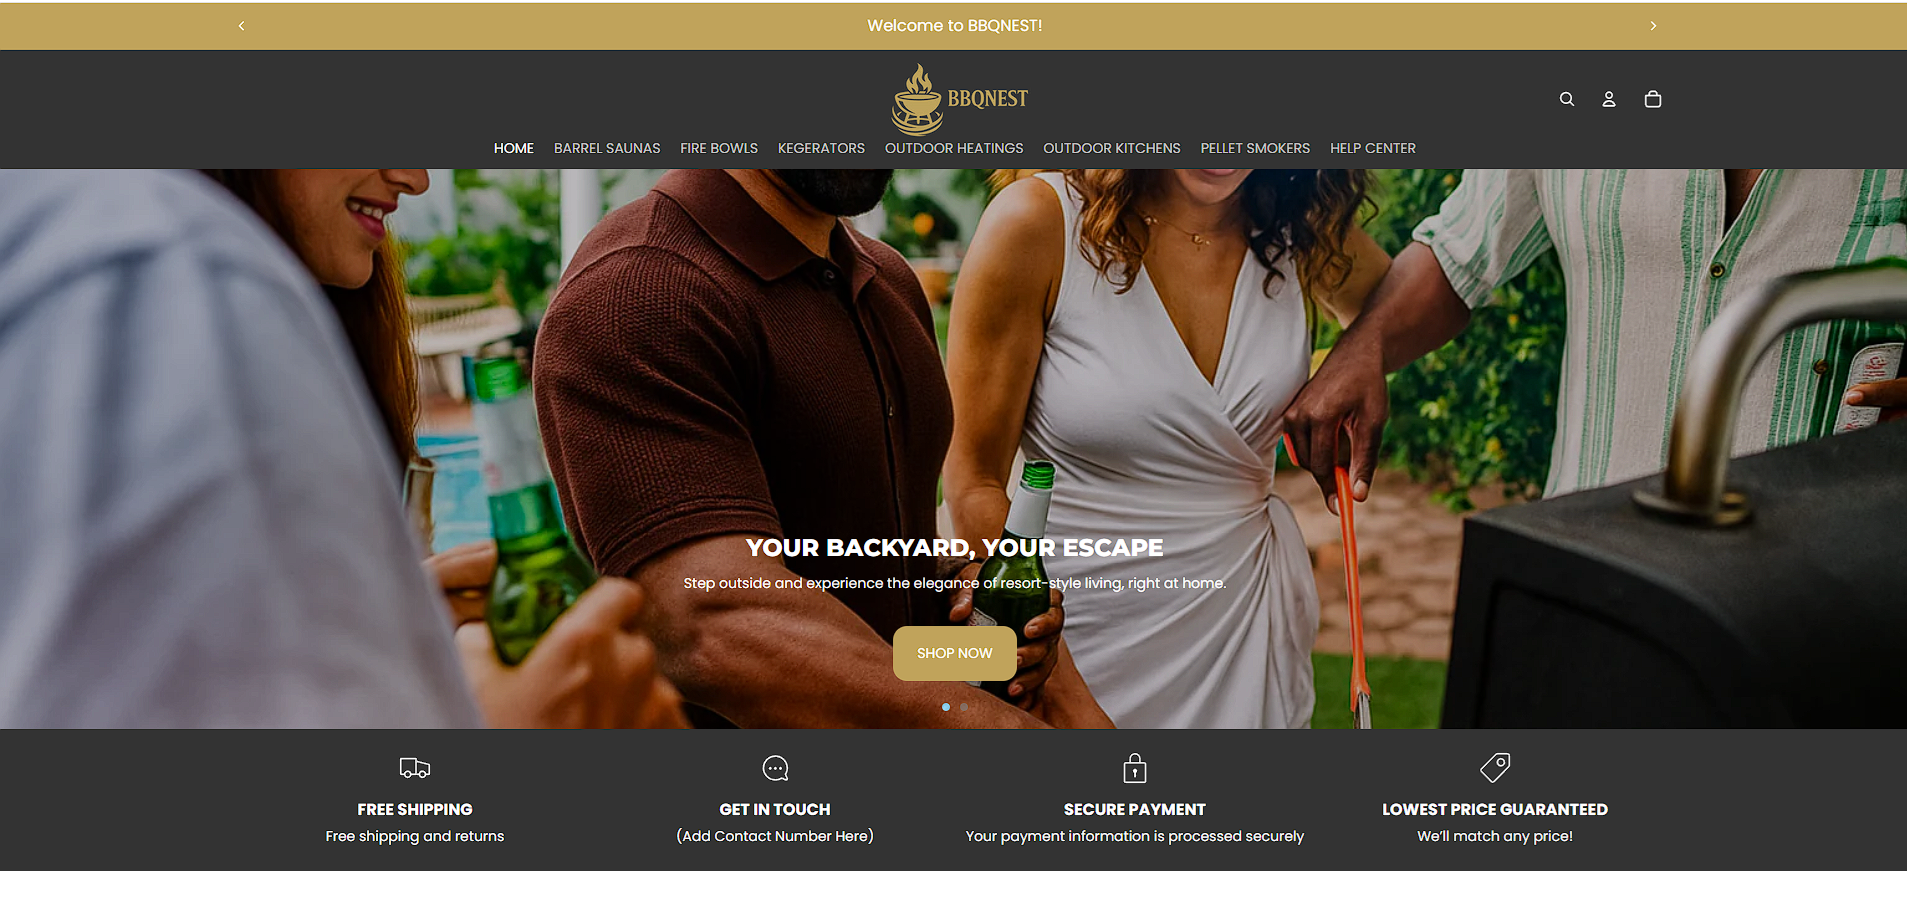 Welcome to BBQNEST!
BBQNEST
HOME BARREL SAUNAS FIRE BOWLS KEGERATORS OUTDOOR HEATINGS OUTDOOR KITCHENS PELLET SMOKERS HELP CENTER
YOUR BACKYARD, YOUR ESCAPE
Step outside and experience the elegance of resort-style living, right at home.
SHOP NOW
FREE SHIPPING
Free shipping and returns
GET IN TOUCH
(Add Contact Number Here)
SECURE PAYMENT
Your payment information is processed securely
LOWEST PRICE GUARANTEED
We'll match any price!